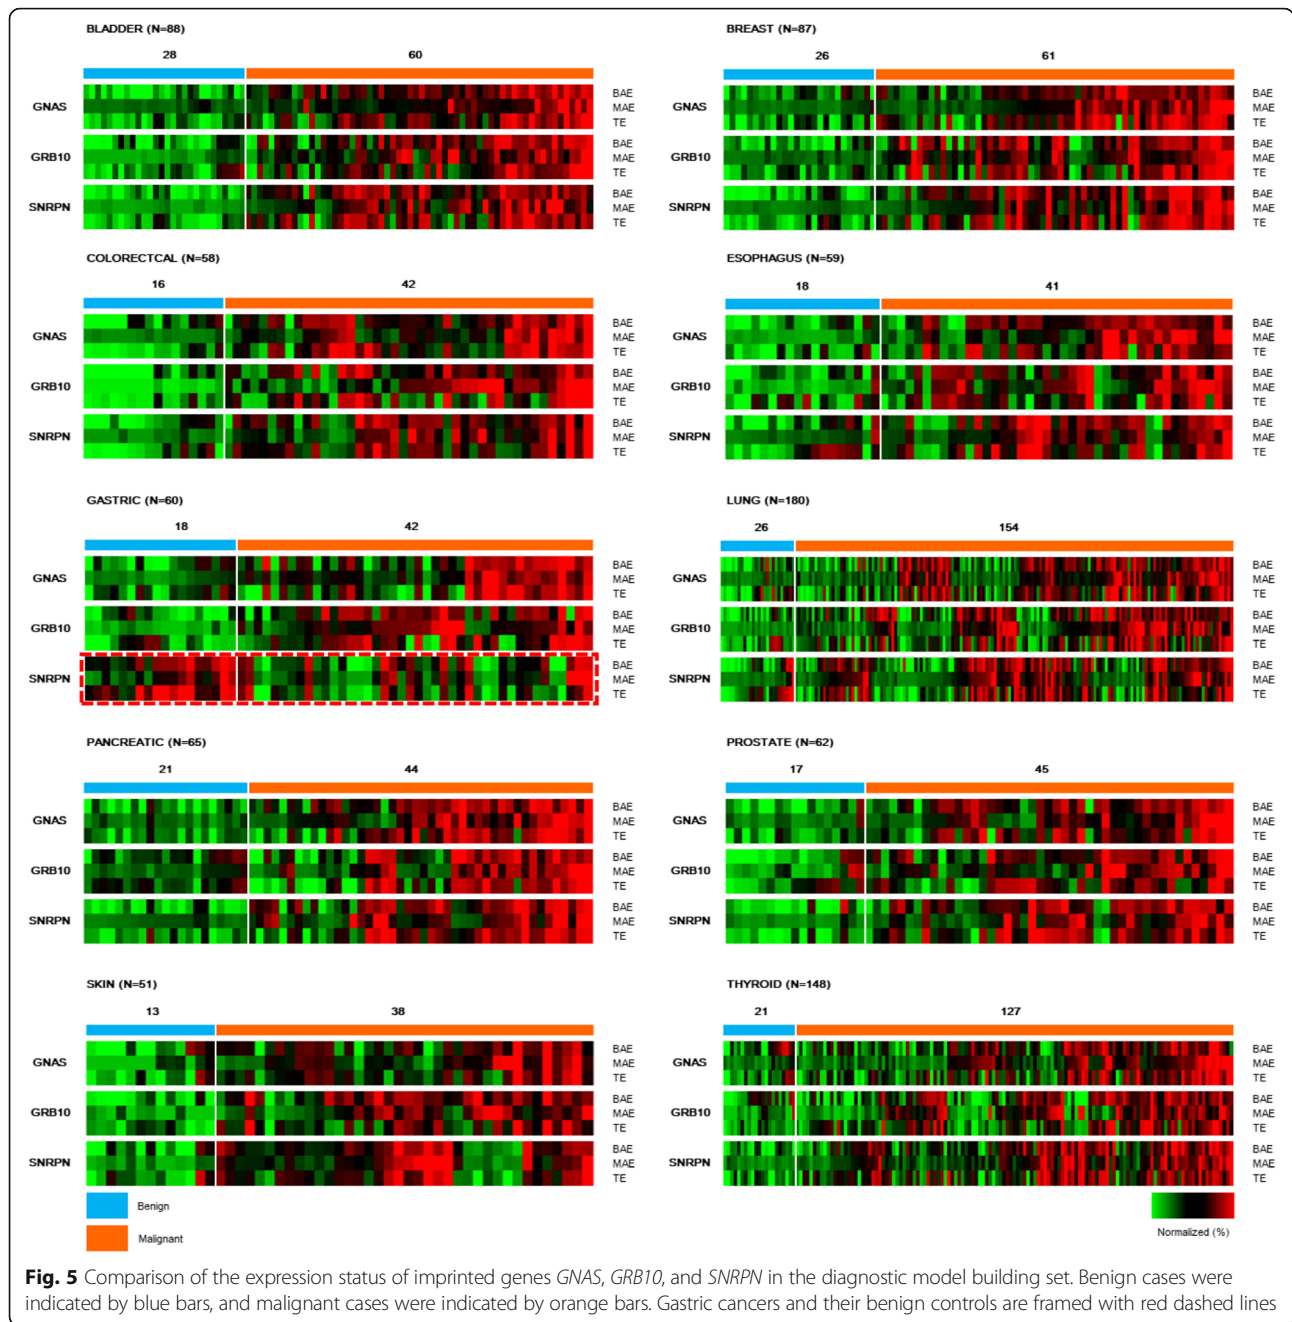 BLADDER (N=88)
28 60
GNAS
BAE
MAE
TE
GRB10
BAE
MAE
TE
SNRPN
BAE
MAE
TE
BREAST (N=87)
26 61
GNAS
BAE
MAE
TE
GRB10
BAE
MAE
TE
SNRPN
BAE
MAE
TE
COLORECTCAL (N=58)
16 42
GNAS
BAE
MAE
TE
GRB10
BAE
MAE
TE
SNRPN
BAE
MAE
TE
ESOPHAGUS (N=59)
18 41
GNAS
BAE
MAE
TE
GRB10
BAE
MAE
TE
SNRPN
BAE
MAE
TE
GASTRIC (N=60)
18 42
GNAS
BAE
MAE
TE
GRB10
BAE
MAE
TE
SNRPN
BAE
MAE
TE
LUNG (N=180)
26 154
GNAS
BAE
MAE
TE
GRB10
BAE
MAE
TE
SNRPN
BAE
MAE
TE
PANCREATIC (N=65)
21 44
GNAS
BAE
MAE
TE
GRB10
BAE
MAE
TE
SNRPN
BAE
MAE
TE
PROSTATE (N=62)
17 45
GNAS
BAE
MAE
TE
GRB10
BAE
MAE
TE
SNRPN
BAE
MAE
TE
SKIN (N=51)
13 38
GNAS
BAE
MAE
TE
GRB10
BAE
MAE
TE
SNRPN
BAE
MAE
TE
THYROID (N=148)
21 127
GNAS
BAE
MAE
TE
GRB10
BAE
MAE
TE
SNRPN
BAE
MAE
TE
Benign
Malignant
Normalized (%)
Fig. 5 Comparison of the expression status of imprinted genes GNAS, GRB10, and SNRPN in the diagnostic model building set. Benign cases were
indicated by blue bars, and malignant cases were indicated by orange bars. Gastric cancers and their benign controls are framed with red dashed lines